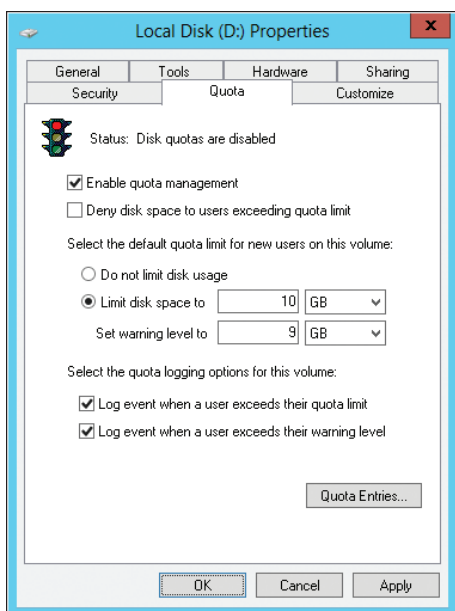 Local Disk (D:) Properties
x
General Tools Hardware Sharing
Security Quota Customize
Status: Disk quotas are disabled
Enable quota management
Deny disk space to users exceeding quota limit
Select the default quota limit for new users on this volume:
Do not limit disk usage
Limit disk space to 10 GB
Set warning level to 9 GB
Select the quota logging options for this volume:
Log event when a user exceeds their quota limit
Log event when a user exceeds their warning level
Quota Entries...
OK Cancel Apply